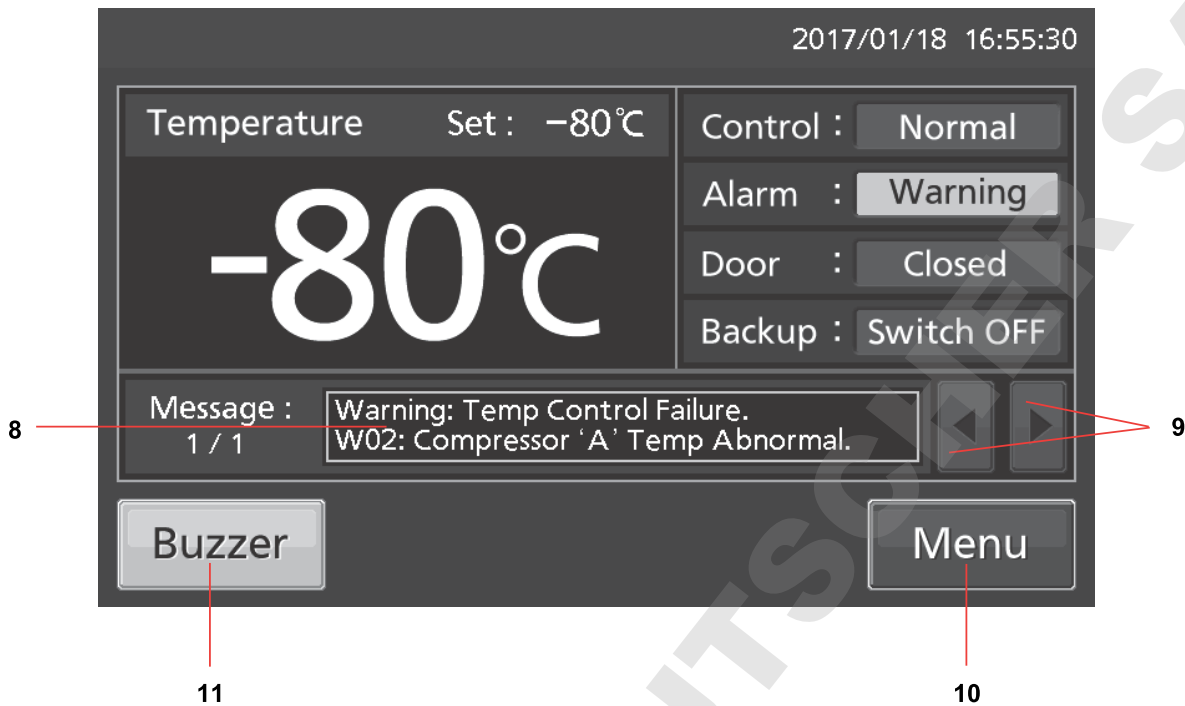 2017/01/18 16:55:30
Temperature Set : -80℃
-80℃
Control : Normal
Alarm : Warning
Door : Closed
Backup : Switch OFF
Message :
1 / 1
Warning: Temp Control Failure.
W02: Compressor ‘A’ Temp Abnormal.
8
9
Buzzer
Menu
11
10